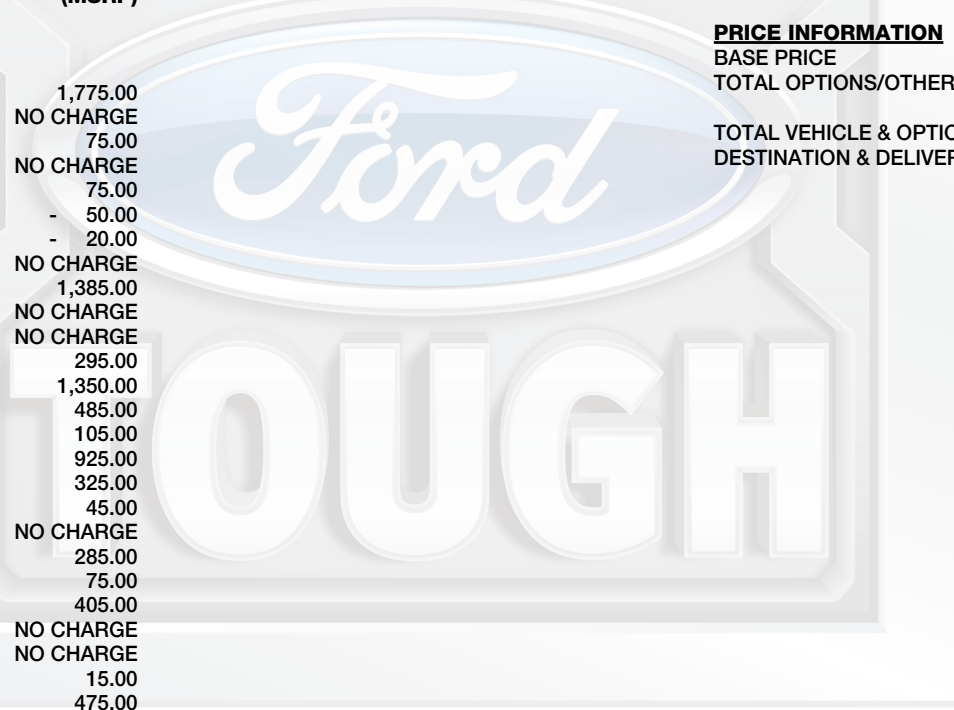 (MSRP)
1,775.00
NO CHARGE
75.00
NO CHARGE
75.00
- 50.00
- 20.00
NO CHARGE
1,385.00
NO CHARGE
NO CHARGE
295.00
1,350.00
485.00
105.00
925.00
325.00
45.00
NO CHARGE
285.00
75.00
405.00
NO CHARGE
NO CHARGE
15.00
475.00
PRICE INFORMATION
BASE PRICE
TOTAL OPTIONS/OTHER
TOTAL VEHICLE & OPTIO
DESTINATION & DELIVER
Ford
TOUGH